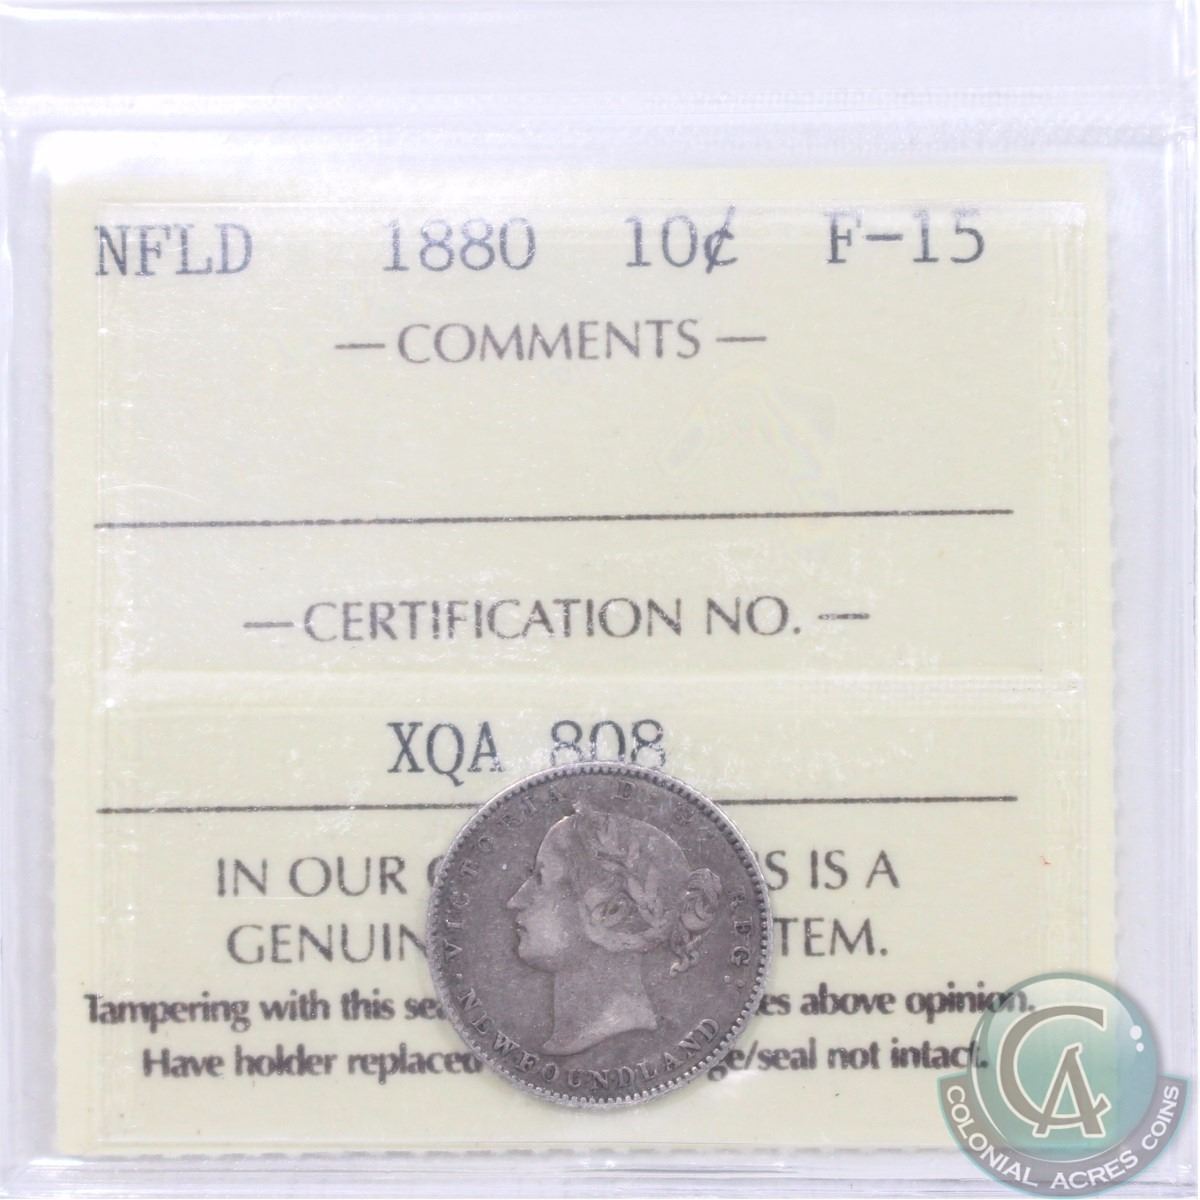 NFLD 1880 10¢ F-15
— COMMENTS —
— CERTIFICATION NO. —
XQA 808
IN OUR S IS A
GENUIN TEM.
Tampering with this sea es above opinion.
Have holder replaced ge/seal not intact.
VICTORIA D: G: REG:
NEWFOUNDLAND
CA
COLONIAL ACRES COINS